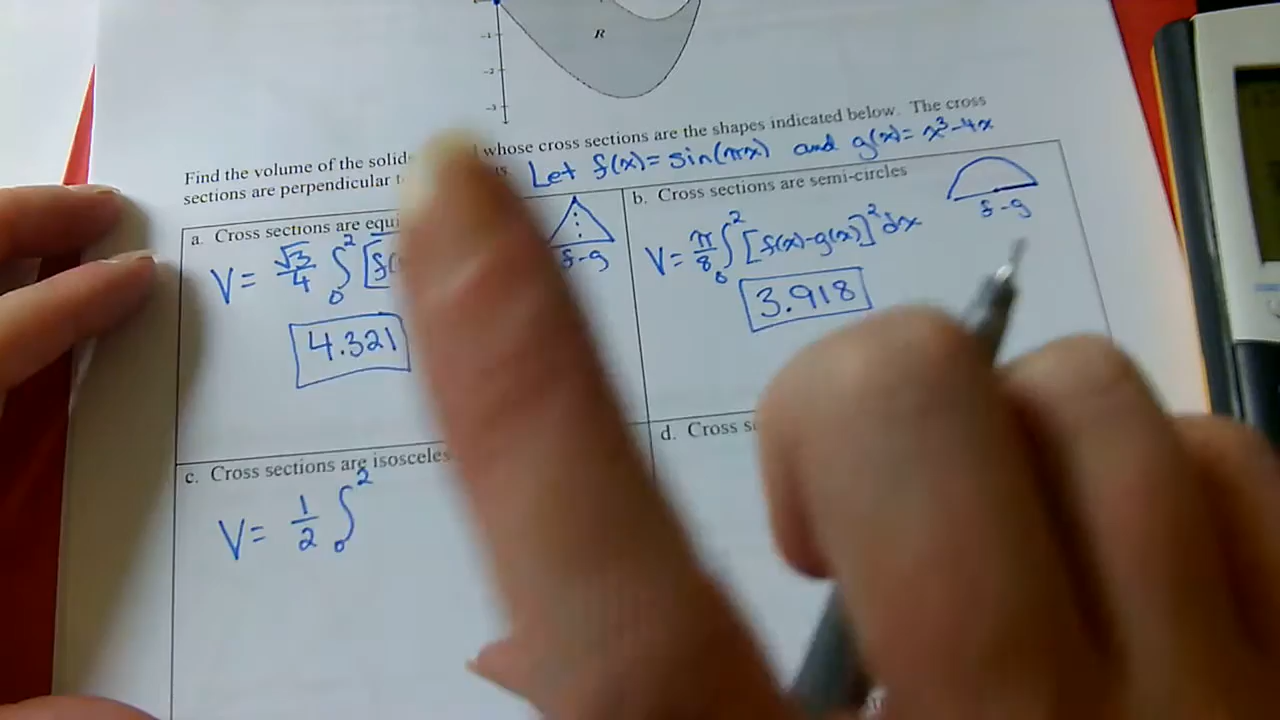 -1
R
-2
-3
Find the volume of the solid whose cross sections are the shapes indicated below. The cross
sections are perpendicular Let f(x) = sin(πx) and g(x) = x³-4x
a. Cross sections are
f-g
V = √3/4 ∫₀² [f(
4.321
b. Cross sections are semi-circles
f-g
V = π/8 ∫₀² [f(x)-g(x)]² dx
3.918
c. Cross sections are isosceles
V = 1/2 ∫₀²
d. Cross